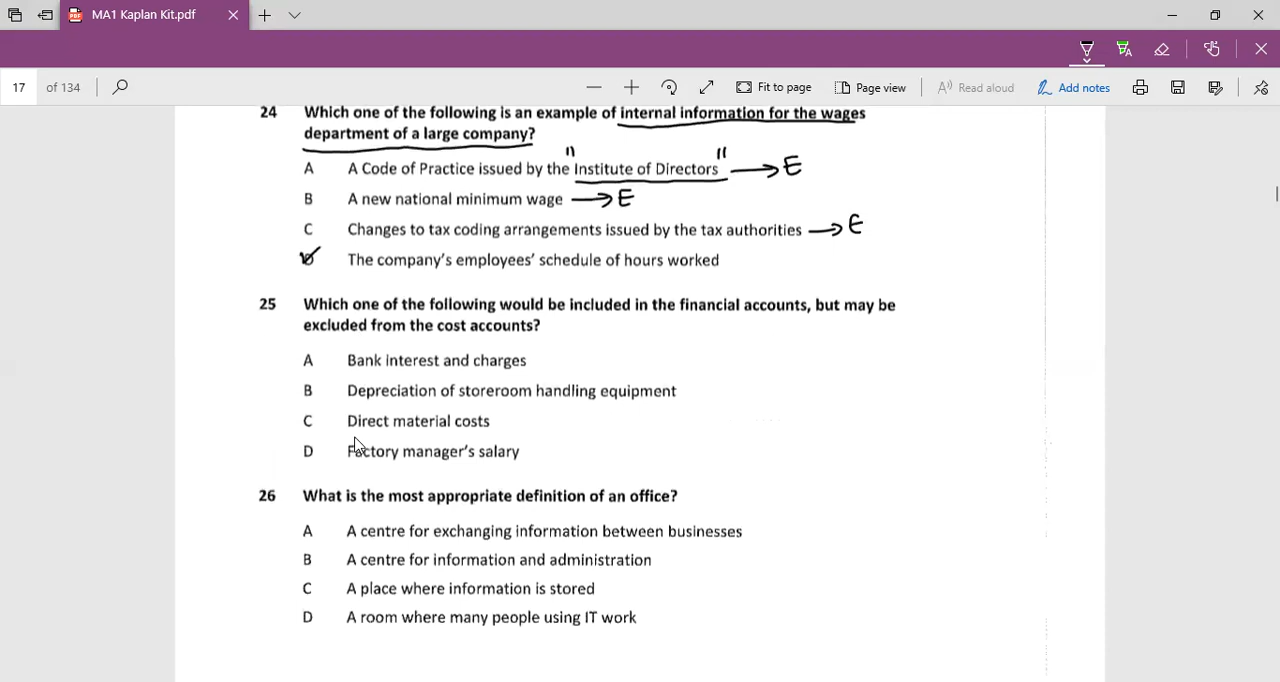 MA1 Kaplan Kit.pdf
17 of 134 Fit to page Page view Read aloud Add notes
24 Which one of the following is an example of internal information for the wages
department of a large company?
A A Code of Practice issued by the "Institute of Directors" → E
B A new national minimum wage → E
C Changes to tax coding arrangements issued by the tax authorities → E
D The company's employees' schedule of hours worked
25 Which one of the following would be included in the financial accounts, but may be
excluded from the cost accounts?
A Bank interest and charges
B Depreciation of storeroom handling equipment
C Direct material costs
D Factory manager's salary
26 What is the most appropriate definition of an office?
A A centre for exchanging information between businesses
B A centre for information and administration
C A place where information is stored
D A room where many people using IT work